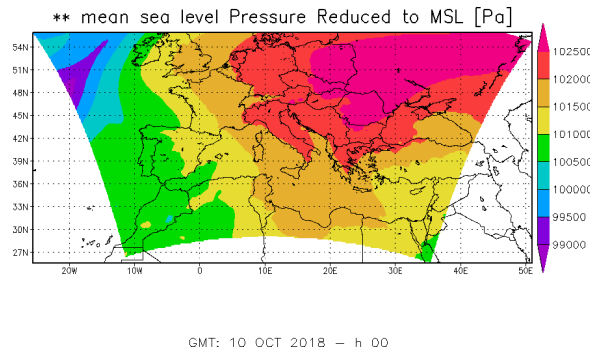 ** mean sea level Pressure Reduced to MSL [Pa]
54N
51N
48N
45N
42N
39N
36N
33N
30N
27N
20W 10W 0 10E 20E 30E 40E 50E
102500
102000
101500
101000
100500
100000
99500
99000
GMT: 10 OCT 2018 – h 00